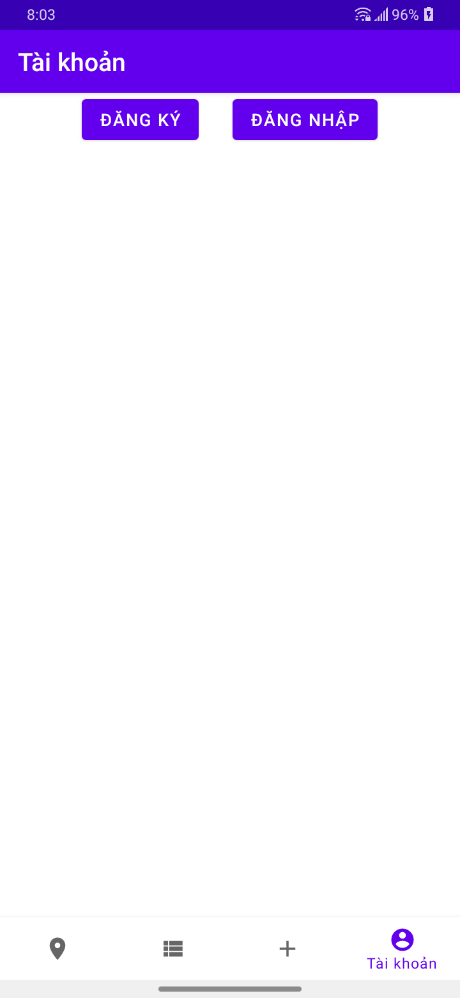 8:03 96%
Tài khoản
ĐĂNG KÝ ĐĂNG NHẬP
Tài khoản